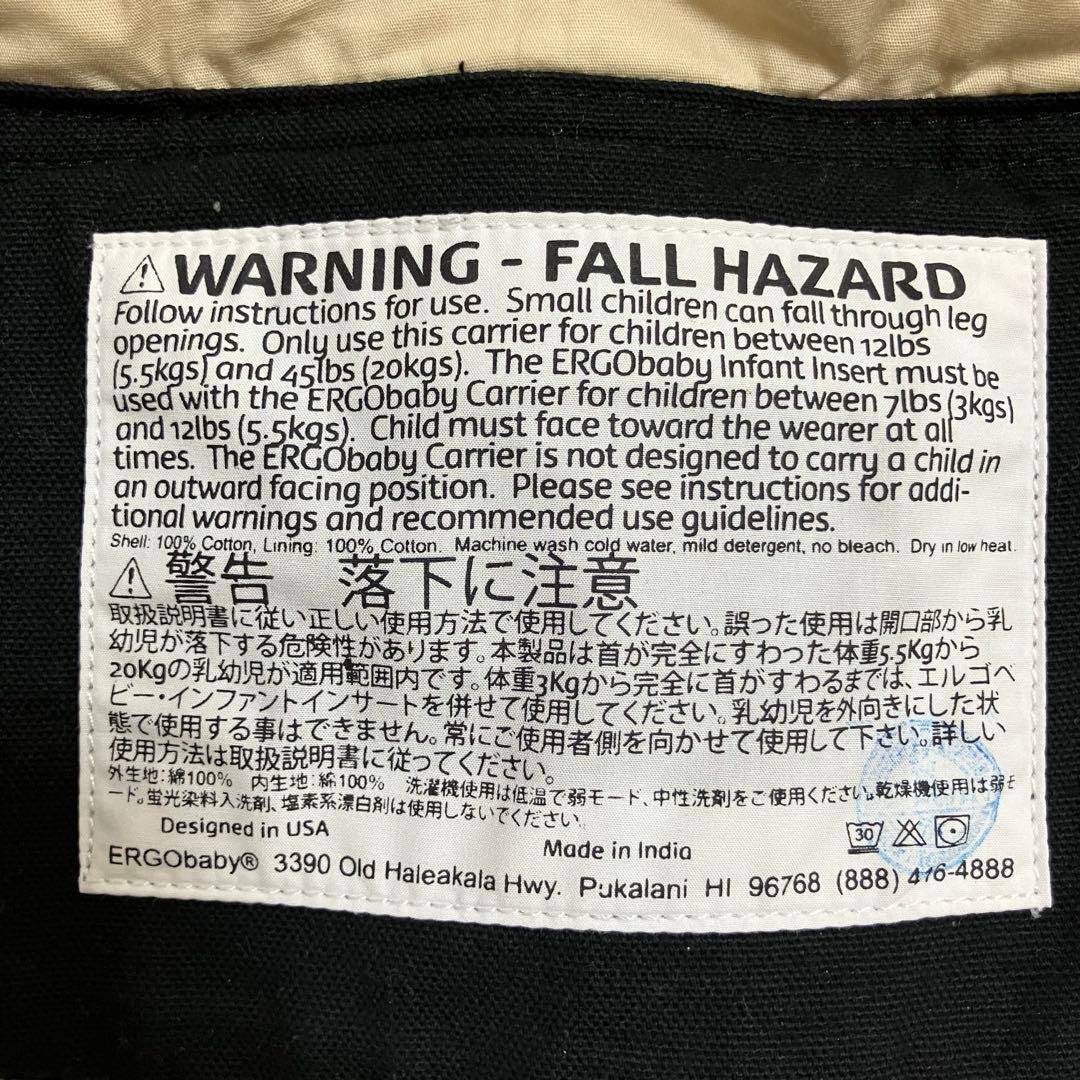 ⚠ WARNING - FALL HAZARD
Follow instructions for use. Small children can fall through leg
openings. Only use this carrier for children between 12lbs
(5.5kgs) and 45lbs (20kgs). The ERGObaby Infant Insert must be
used with the ERGObaby Carrier for children between 7lbs (3kgs)
and 12lbs (5.5kgs). Child must face toward the wearer at all
times. The ERGObaby Carrier is not designed to carry a child in
an outward facing position. Please see instructions for addi-
tional warnings and recommended use guidelines.
Shell: 100% Cotton, Lining: 100% Cotton. Machine wash cold water, mild detergent, no bleach. Dry in low heat.
⚠ 警告 落下に注意
取扱説明書に従い正しい使用方法で使用してください。誤った使用は開口部から乳
幼児が落下する危険性があります。本製品は首が完全にすわった体重5.5Kgから
20Kgの乳幼児が適用範囲内です。体重3Kgから完全に首がすわるまでは、エルゴベ
ビー・インファントインサートを併せて使用してください。乳幼児を外向きにした状
態で使用する事はできません。常にご使用者側を向かせて使用して下さい。詳しい
使用方法は取扱説明書に従ってください。
外生地:綿100% 内生地:綿100% 洗濯機使用は低温で弱モード、中性洗剤をご使用ください。乾燥機使用は弱モ
ード。蛍光染料入洗剤、塩素系漂白剤は使用しないでください。
Designed in USA
Made in India
30
ERGObaby® 3390 Old Haleakala Hwy. Pukalani HI 96768 (888) 416-4888